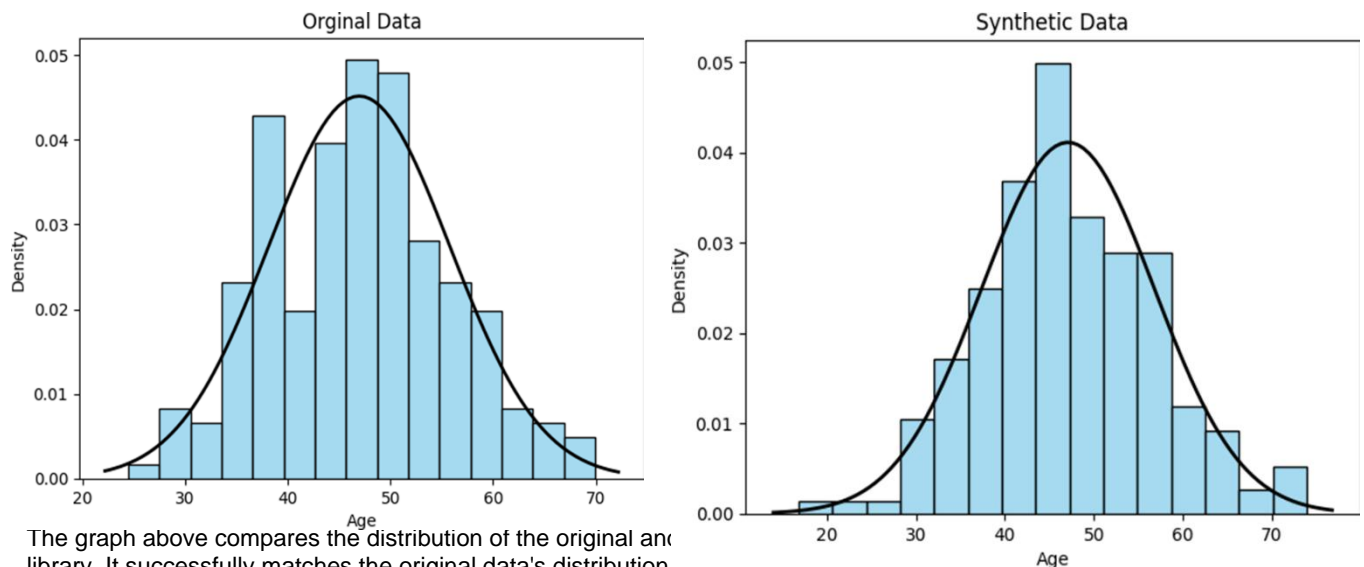 Orginal Data
0.05
0.04
0.03
0.02
0.01
0.00
Density
20 30 40 50 60 70
Age
Synthetic Data
0.05
0.04
0.03
0.02
0.01
0.00
Density
20 30 40 50 60 70
Age
The graph above compares the distribution of the original and
library. It successfully matches the original data's distribution